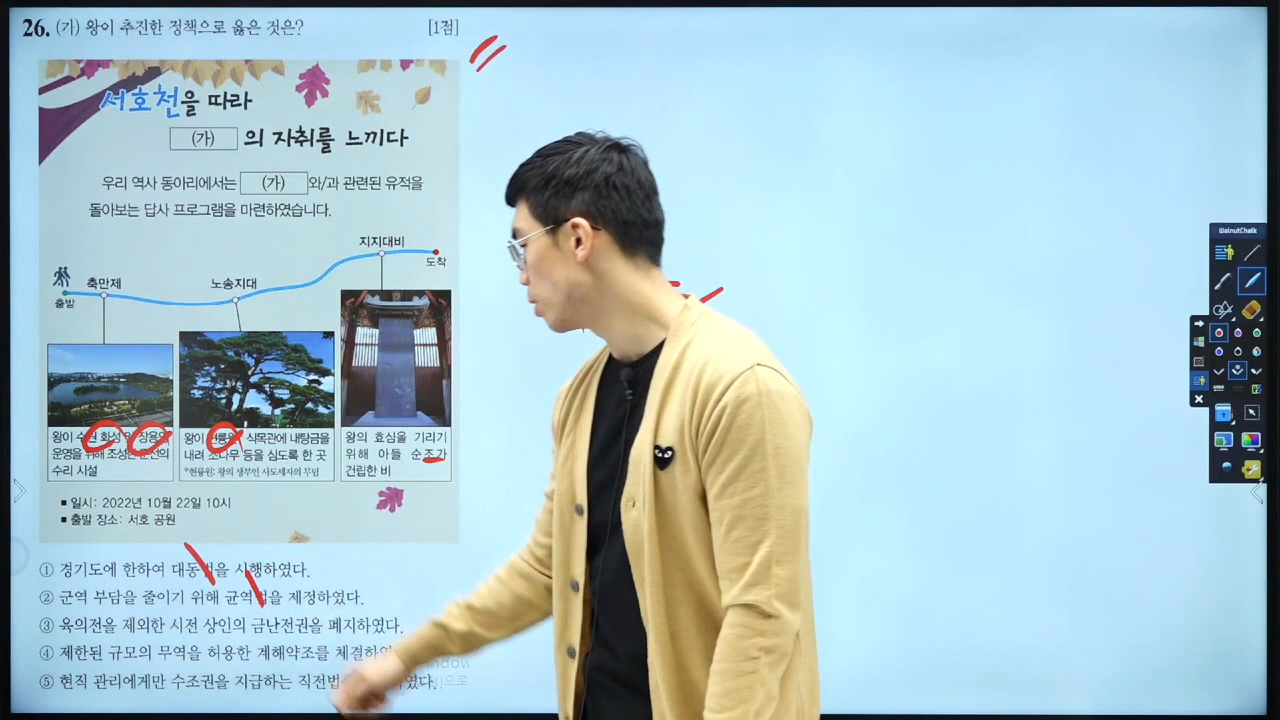 26. (가) 왕이 추진한 정책으로 옳은 것은? [1점]
서호천을 따라
(가) 의 자취를 느끼다
우리 역사 동아리에서는 (가) 와/과 관련된 유적을
돌아보는 답사 프로그램을 마련하였습니다.
출발
축만제
노송지대
지지대비
도착
왕이 수원 화성 및 장용영
운영을 위해 조성한 둔전의
수리 시설
왕이 현륭원 식목관에 내탕금을
내려 소나무 등을 심도록 한 곳
*현륭원: 왕의 생부인 사도세자의 무덤
왕의 효심을 기리기
위해 아들 순조가
건립한 비
■ 일시: 2022년 10월 22일 10시
■ 출발 장소: 서호 공원
① 경기도에 한하여 대동법을 시행하였다.
② 군역 부담을 줄이기 위해 균역법을 제정하였다.
③ 육의전을 제외한 시전 상인의 금난전권을 폐지하였다.
④ 제한된 규모의 무역을 허용한 계해약조를 체결하
⑤ 현직 관리에게만 수조권을 지급하는 직전법
WalnutChalk